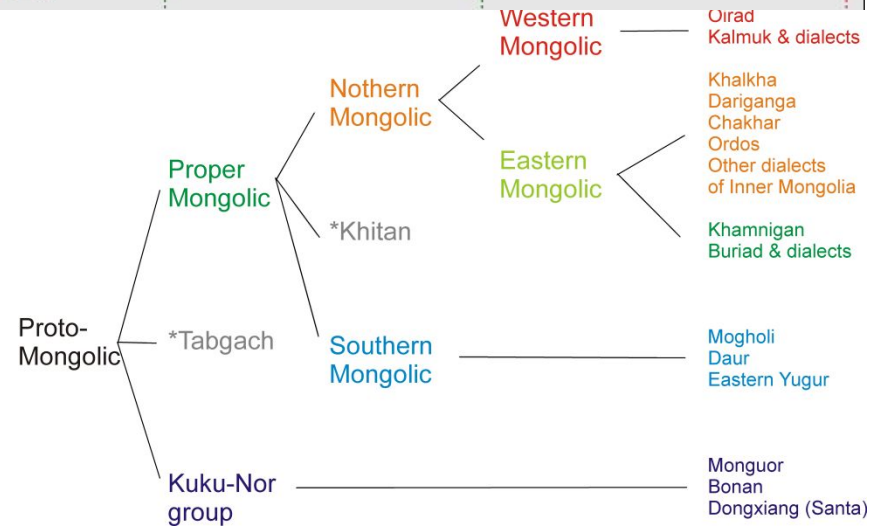 Western
Mongolic
Oirad
Kalmuk & dialects
Nothern
Mongolic
Khalkha
Dariganga
Chakhar
Ordos
Other dialects
of Inner Mongolia
Proper
Mongolic
Eastern
Mongolic
*Khitan
Khamnigan
Buriad & dialects
Proto-
Mongolic
*Tabgach
Southern
Mongolic
Mogholi
Daur
Eastern Yugur
Kuku-Nor
group
Monguor
Bonan
Dongxiang (Santa)